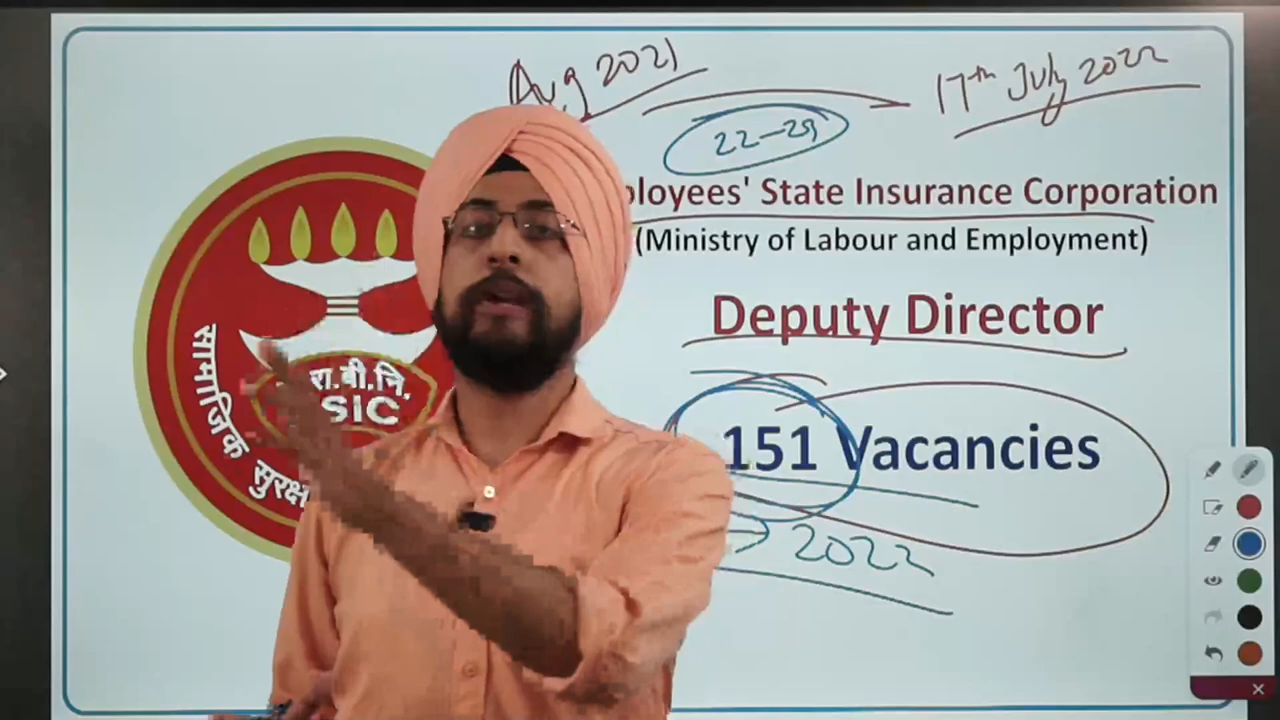 Aug 2021
17th July 2022
22-29
ployees' State Insurance Corporation
(Ministry of Labour and Employment)
Deputy Director
151 Vacancies
2022
सामाजिक
सुरक्ष
रा.बी.नि.
SIC